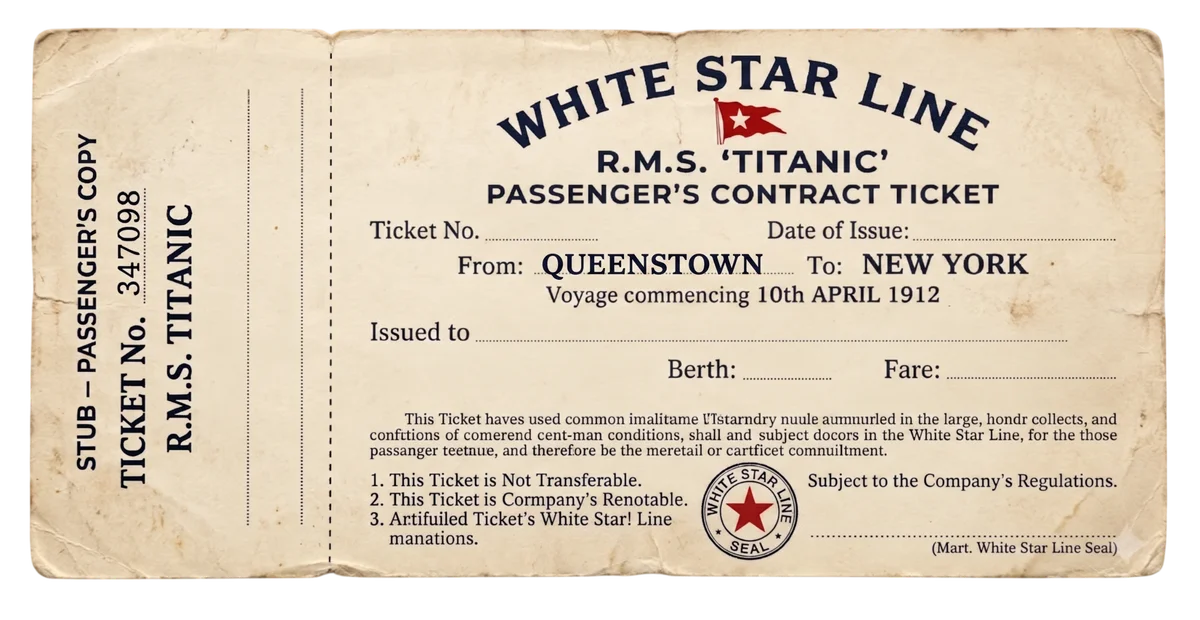 STUB – PASSENGER'S COPY
TICKET No. 347098
R.M.S. TITANIC
WHITE STAR LINE
R.M.S. 'TITANIC'
PASSENGER'S CONTRACT TICKET
Ticket No. Date of Issue:
From: QUEENSTOWN To: NEW YORK
Voyage commencing 10th APRIL 1912
Issued to
Berth: Fare:
This Ticket haves used common imalitame nuule in the large, hondr collects, and
of comerend cent-man conditions, shall and subject docors in the White Star Line, for the those
passanger teetnue, and therefore be the meretail or cartficet
1. This Ticket is Not Transferable.
2. This Ticket is Cormpany's Renotable.
3. Artifuiled Ticket's White Star! Line
manations.
WHITE STAR LINE
SEAL
Subject to the Company's Regulations.
(Mart. White Star Line Seal)